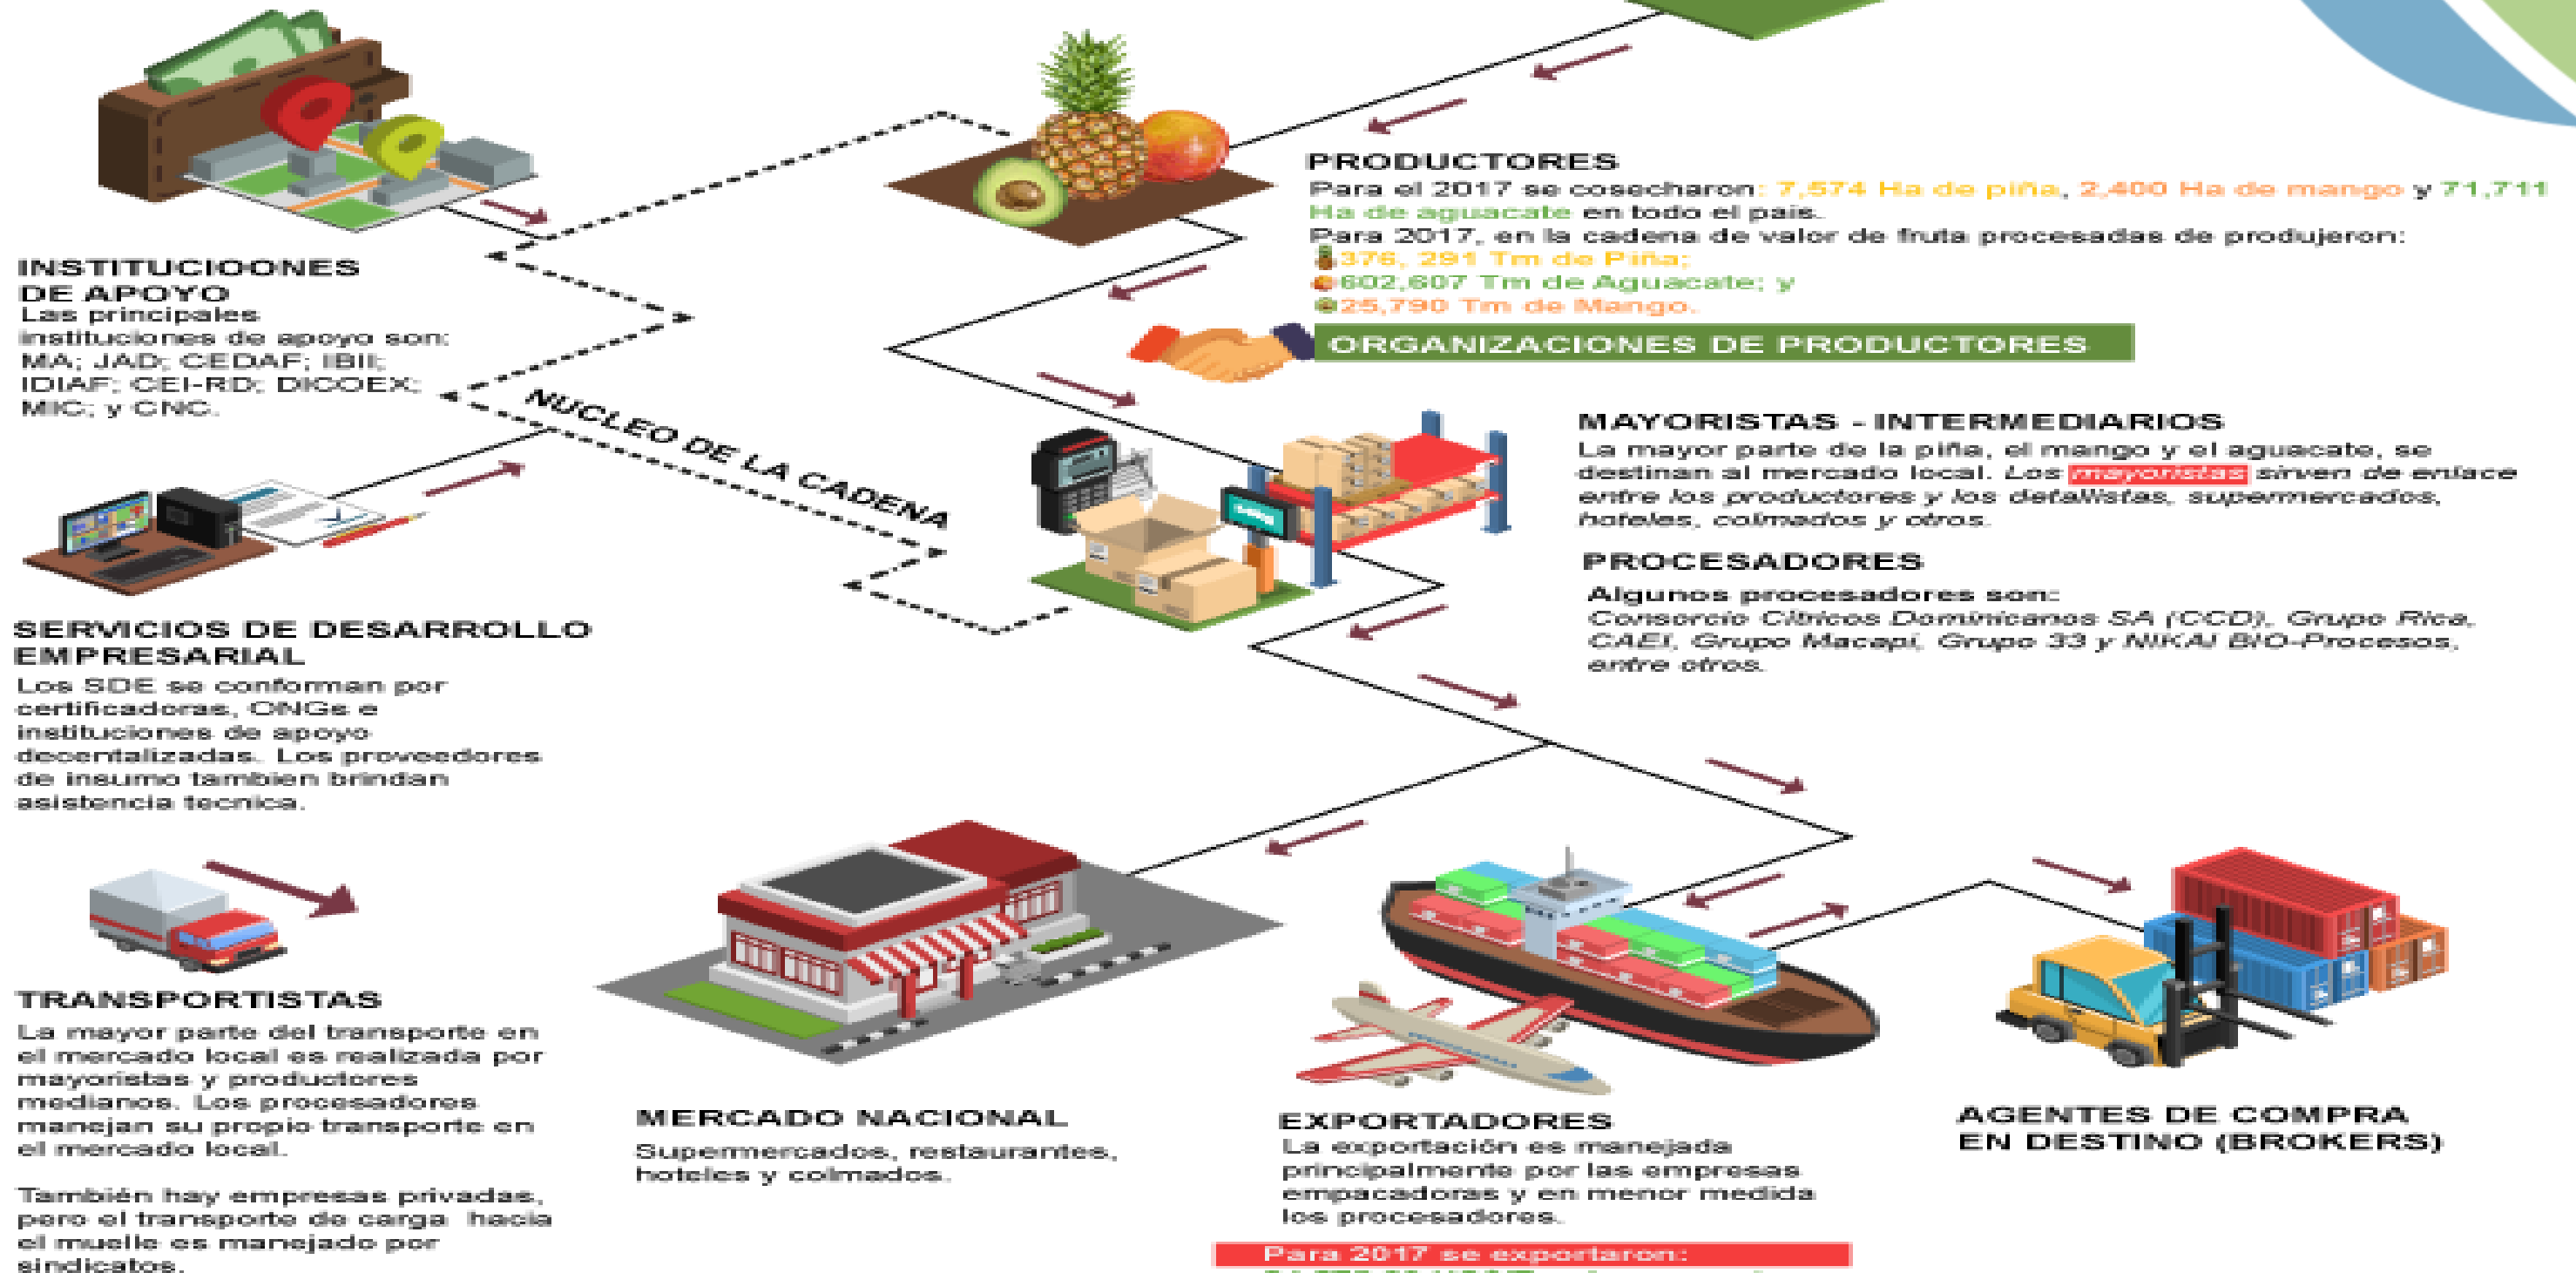 INSTITUCIOONES
DE APOYO
Las principales
instituciones de apoyo son:
MA; JAD; CEDAF; IBII;
IDIAF; CEI-RD; DICOEX;
MIC; y CNC.
SERVICIOS DE DESARROLLO
EMPRESARIAL
Los SDE se conforman por
certificadoras, ONGs e
instituciones de apoyo
decentalizadas. Los proveedores
de insumo tambien brindan
asistencia tecnica.
TRANSPORTISTAS
La mayor parte del transporte en
el mercado local es realizada por
mayoristas y productores
medianos. Los procesadores
manejan su propio transporte en
el mercado local.
También hay empresas privadas,
pero el transporte de carga hacia
el muelle es manejado por
sindicatos.
NUCLEO DE LA CADENA
PRODUCTORES
Para el 2017 se cosecharon: 7,574 Ha de piña, 2,400 Ha de mango y 71,711
Ha de aguacate en todo el país.
Para 2017, en la cadena de valor de fruta procesadas de produjeron:
376, 291 Tm de Piña;
602,607 Tm de Aguacate; y
25,790 Tm de Mango.
ORGANIZACIONES DE PRODUCTORES
MAYORISTAS - INTERMEDIARIOS
La mayor parte de la piña, el mango y el aguacate, se
destinan al mercado local. Los mayoristas sirven de enlace
entre los productores y los detallistas, supermercados,
hoteles, colmados y otros.
PROCESADORES
Algunos procesadores son:
Consorcio Cítricos Dominicanos SA (CCD), Grupo Rica,
CAEI, Grupo Macapi, Grupo 33 y NIKAI BIO-Procesos,
entre otros.
MERCADO NACIONAL
Supermercados, restaurantes,
hoteles y colmados.
EXPORTADORES
La exportación es manejada
principalmente por las empresas
empacadoras y en menor medida
los procesadores.
Para 2017 se exportaron:
AGENTES DE COMPRA
EN DESTINO (BROKERS)